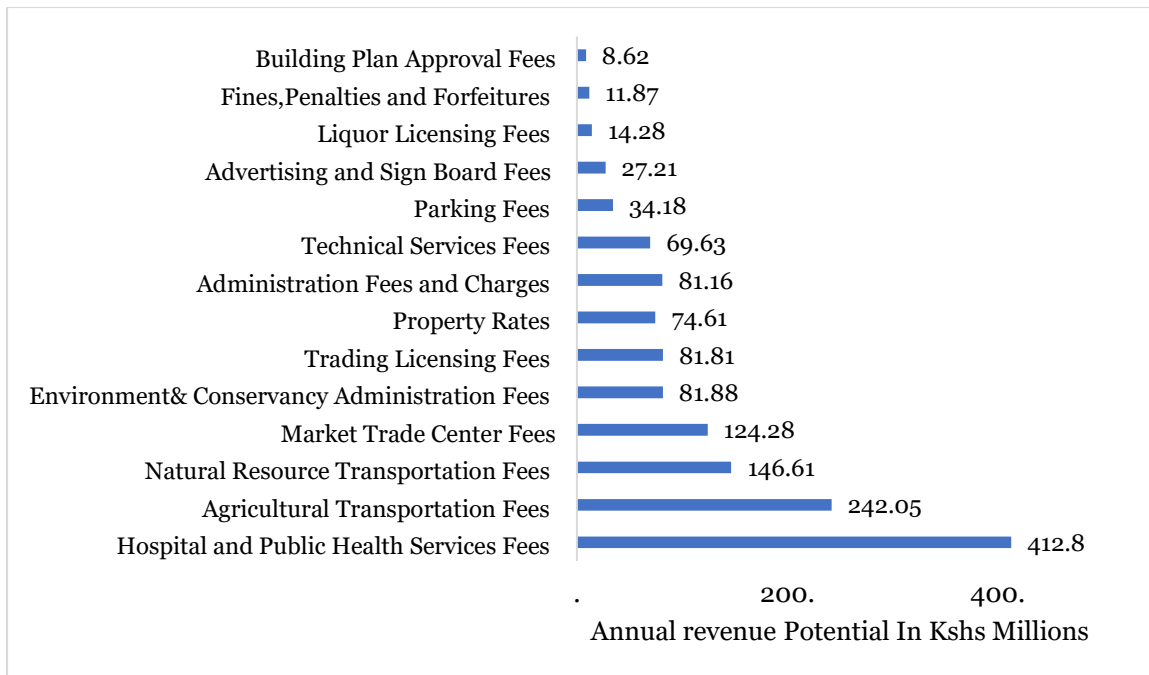 Building Plan Approval Fees 8.62
Fines,Penalties and Forfeitures 11.87
Liquor Licensing Fees 14.28
Advertising and Sign Board Fees 27.21
Parking Fees 34.18
Technical Services Fees 69.63
Administration Fees and Charges 81.16
Property Rates 74.61
Trading Licensing Fees 81.81
Environment& Conservancy Administration Fees 81.88
Market Trade Center Fees 124.28
Natural Resource Transportation Fees 146.61
Agricultural Transportation Fees 242.05
Hospital and Public Health Services Fees 412.8
. 200. 400.
Annual revenue Potential In Kshs Millions